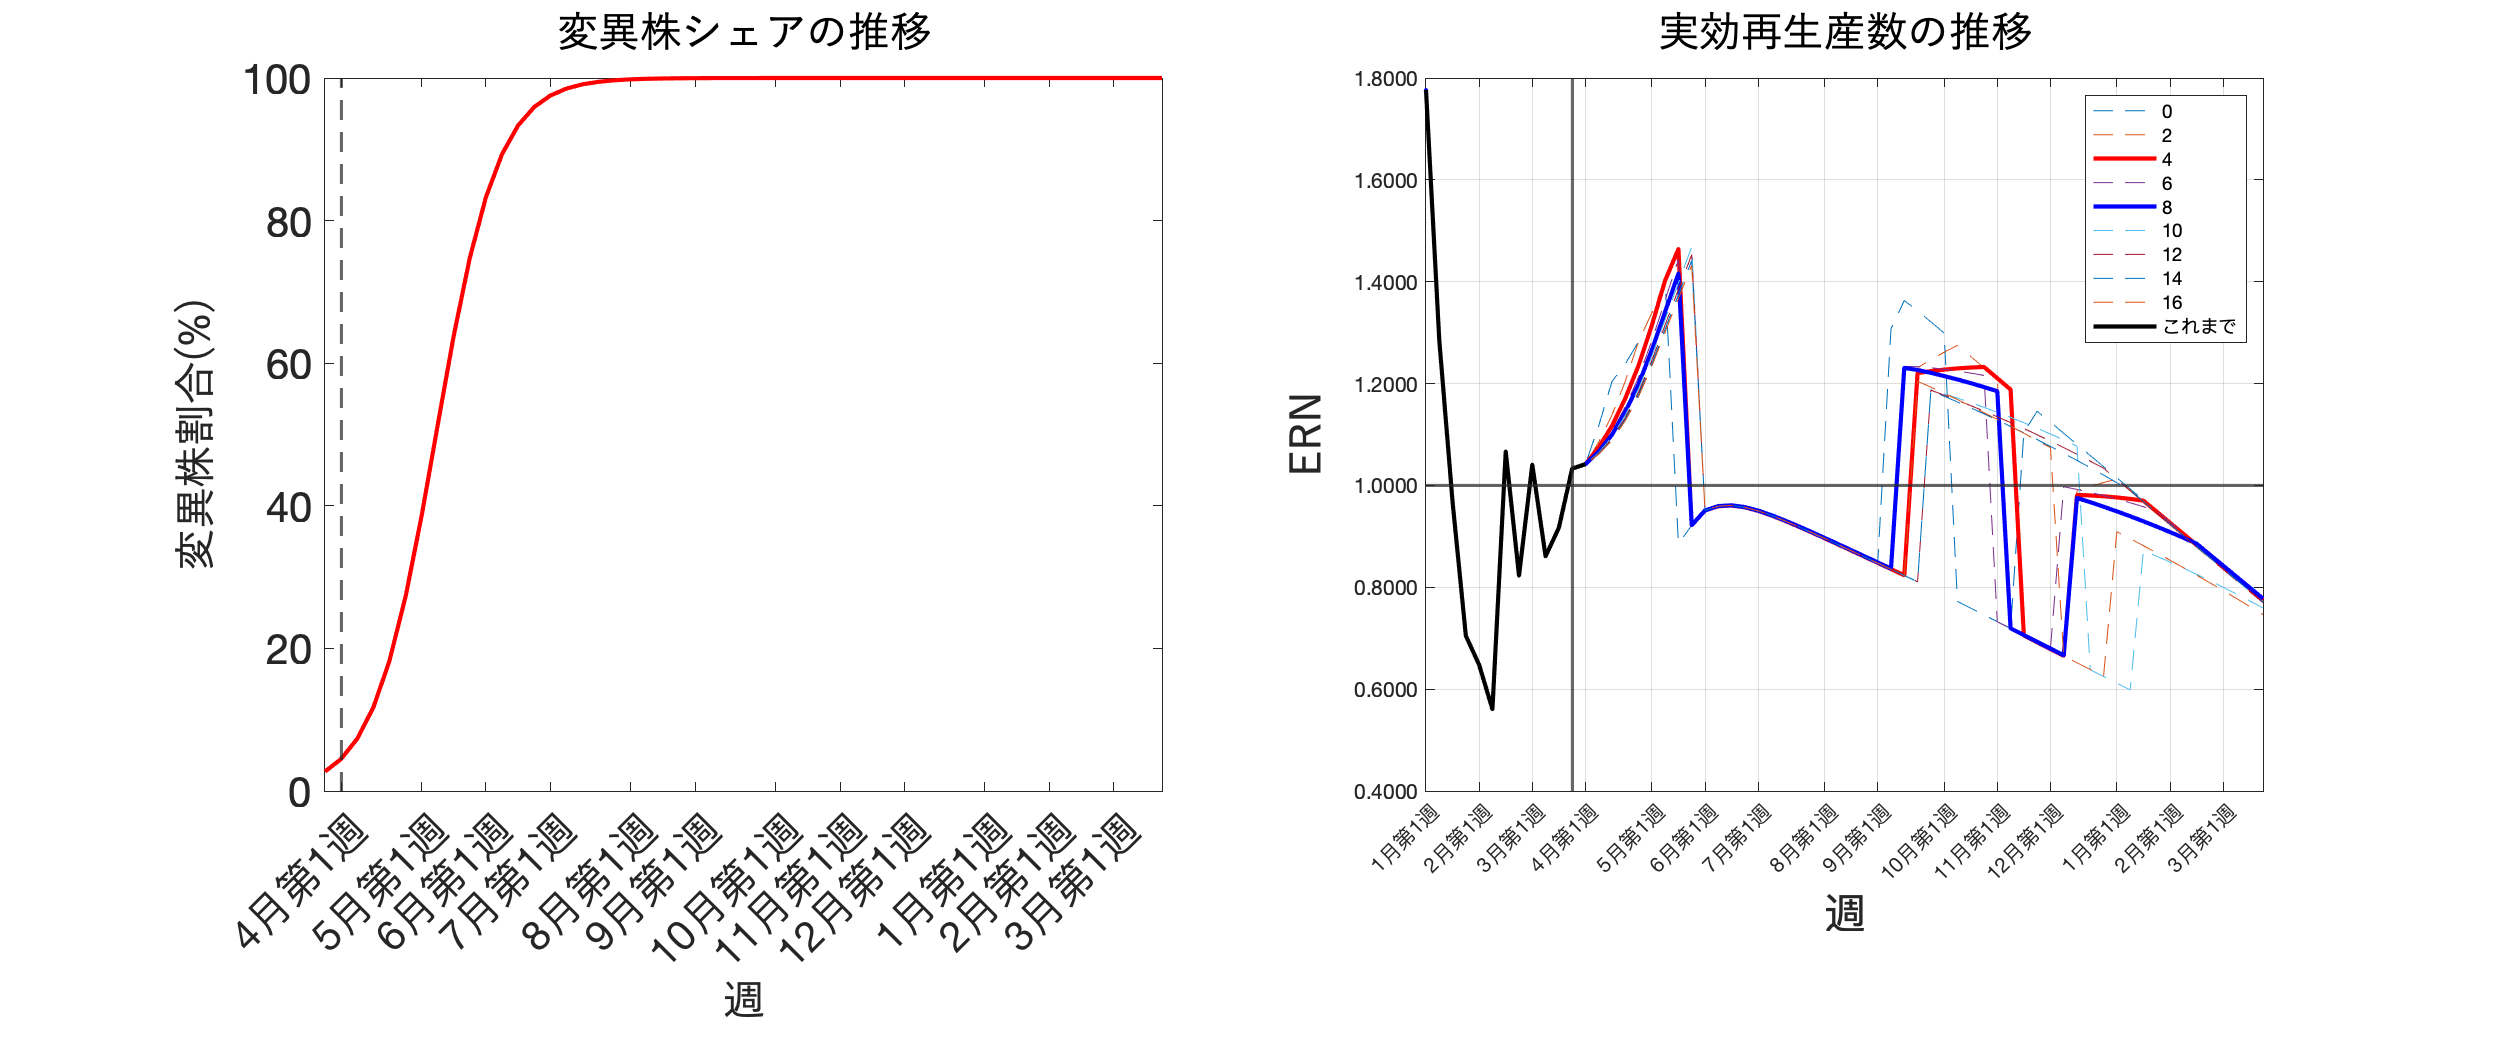 変異株シェアの推移
変異株割合(%)
100
80
60
40
20
0
4月第1週
5月第1週
6月第1週
7月第1週
8月第1週
9月第1週
10月第1週
11月第1週
12月第1週
1月第1週
2月第1週
3月第1週
週
実効再生産数の推移
ERN
1.8000
1.6000
1.4000
1.2000
1.0000
0.8000
0.6000
0.4000
0
2
4
6
8
10
12
14
16
これまで
1月第1週
2月第1週
3月第1週
4月第1週
5月第1週
6月第1週
7月第1週
8月第1週
9月第1週
10月第1週
11月第1週
12月第1週
1月第1週
2月第1週
3月第1週
週